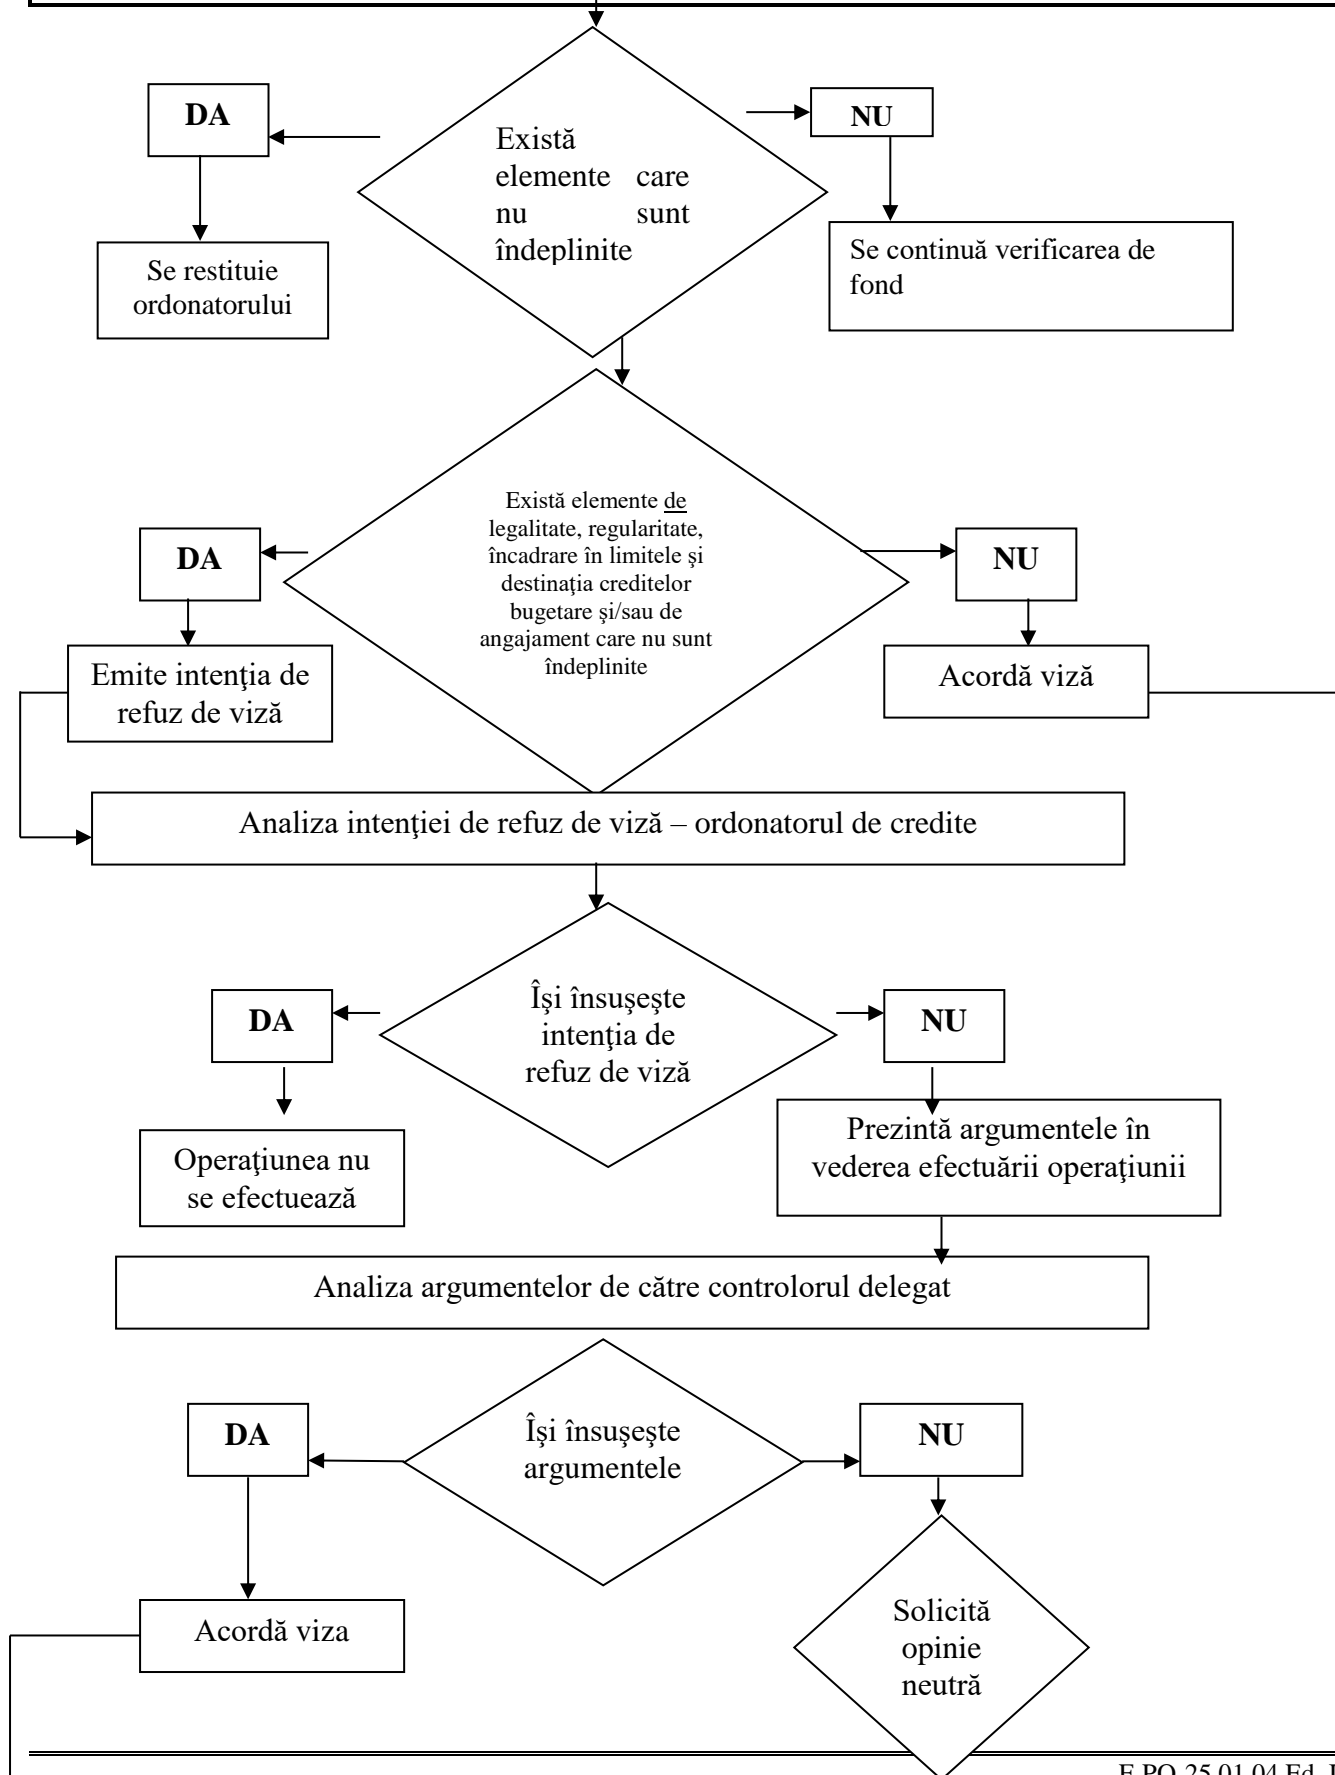 DA
NU
Există
elemente care
nu sunt
îndeplinite
Se restituie
ordonatorului
Se continuă verificarea de
fond
Există elemente de
legalitate, regularitate,
încadrare în limitele şi
destinaţia creditelor
bugetare şi/sau de
angajament care nu sunt
îndeplinite
DA
NU
Emite intenţia de
refuz de viză
Acordă viză
Analiza intenţiei de refuz de viză – ordonatorul de credite
DA
Îşi însuşeşte
intenţia de
refuz de viză
NU
Operaţiunea nu
se efectuează
Prezintă argumentele în
vederea efectuării operaţiunii
Analiza argumentelor de către controlorul delegat
DA
Îşi însuşeşte
argumentele
NU
Acordă viza
Solicită
opinie
neutră